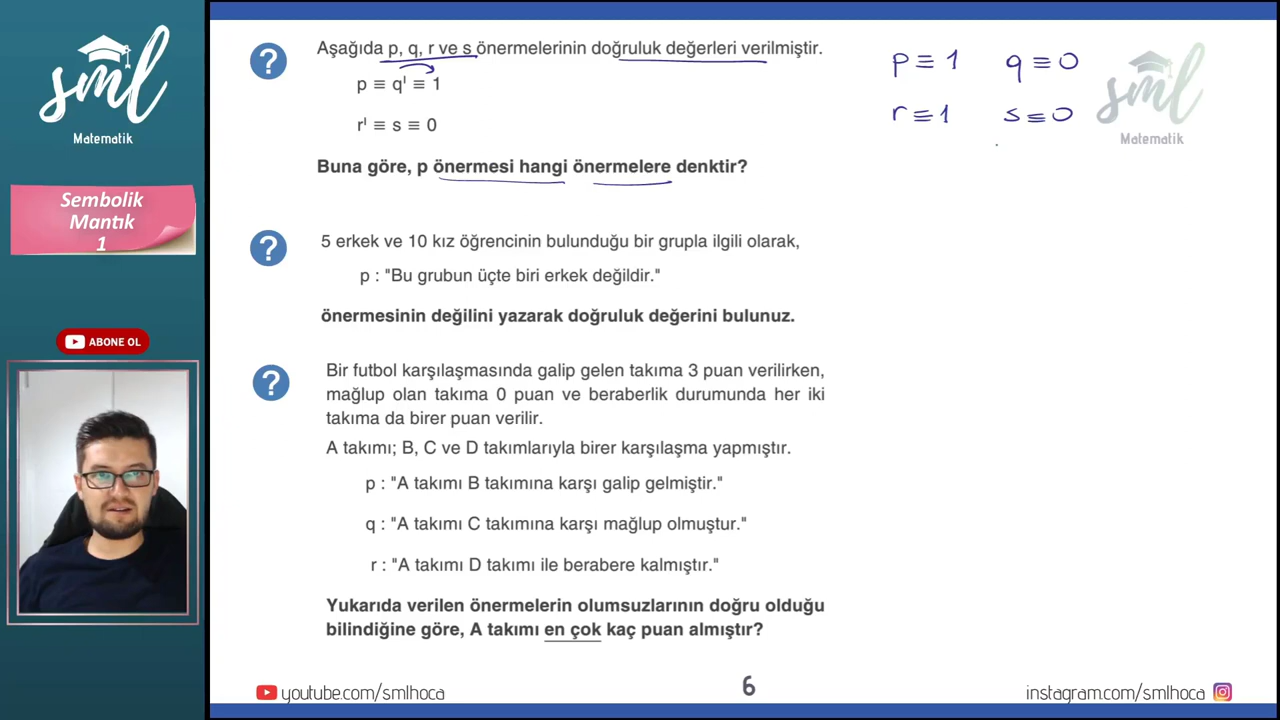 sml
Matematik
Sembolik
Mantık
1
ABONE OL
? Aşağıda p, q, r ve s önermelerinin doğruluk değerleri verilmiştir.
p ≡ qı ≡ 1
rı ≡ s ≡ 0
Buna göre, p önermesi hangi önermelere denktir?
p ≡ 1 q ≡ 0
r ≡ 1 s ≡ 0
sml
Matematik
? 5 erkek ve 10 kız öğrencinin bulunduğu bir grupla ilgili olarak,
p : "Bu grubun üçte biri erkek değildir."
önermesinin değilini yazarak doğruluk değerini bulunuz.
? Bir futbol karşılaşmasında galip gelen takıma 3 puan verilirken,
mağlup olan takıma 0 puan ve beraberlik durumunda her iki
takıma da birer puan verilir.
A takımı; B, C ve D takımlarıyla birer karşılaşma yapmıştır.
p : "A takımı B takımına karşı galip gelmiştir."
q : "A takımı C takımına karşı mağlup olmuştur."
r : "A takımı D takımı ile berabere kalmıştır."
Yukarıda verilen önermelerin olumsuzlarının doğru olduğu
bilindiğine göre, A takımı en çok kaç puan almıştır?
youtube.com/smlhoca
6
instagram.com/smlhoca